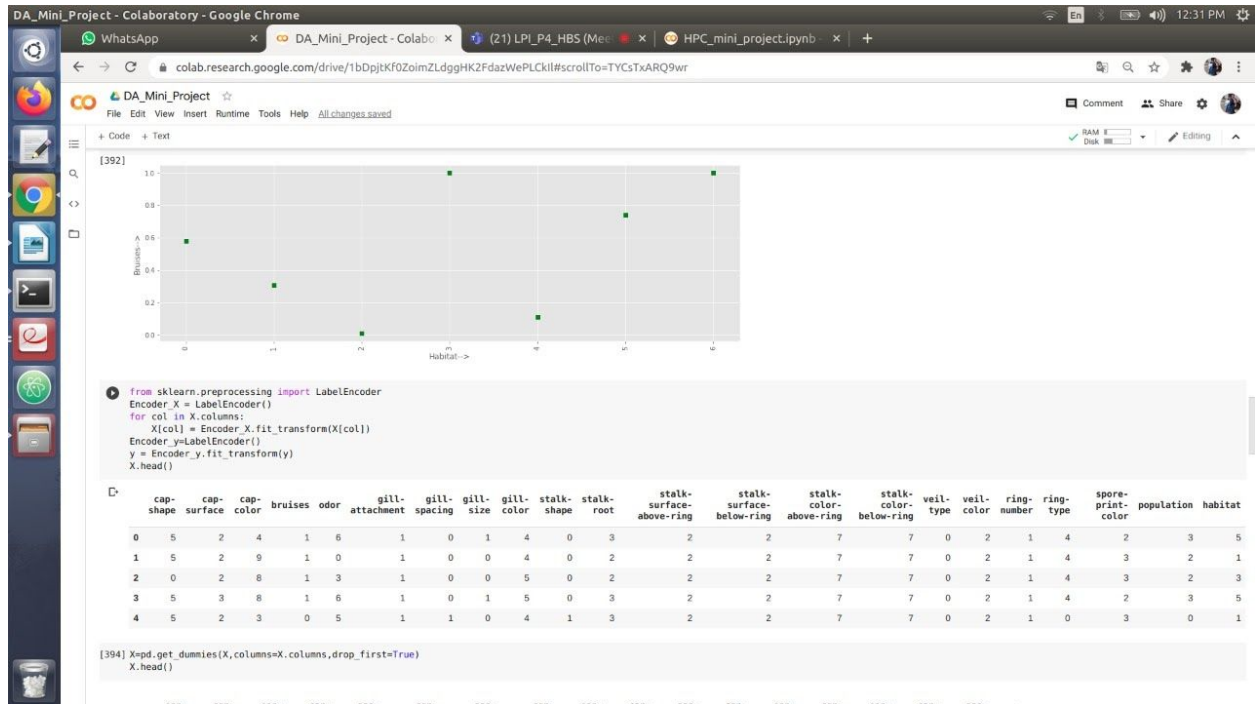 DA_Mini_Project - Colaboratory - Google Chrome
En
12:31 PM
WhatsApp
DA_Mini_Project - Colabo
(21) LPI_P4_HBS (Mee
HPC_mini_project.ipynb -
colab.research.google.com/drive/1bDpjtKf0ZoimZLdggHK2FdazWePLCkIl#scrollTo=TYCsTxARQ9wr
DA_Mini_Project
Comment Share
File Edit View Insert Runtime Tools Help All changes saved
+ Code + Text
RAM
Disk
Editing
[392]
1.0
0.8
0.6
0.4
0.2
0.0
Bruises-->
0 1 2 3 4 5 6
Habitat-->
from sklearn.preprocessing import LabelEncoder
Encoder_X = LabelEncoder()
for col in X.columns:
X[col] = Encoder_X.fit_transform(X[col])
Encoder_y=LabelEncoder()
y = Encoder_y.fit_transform(y)
X.head()
cap-shape cap-surface cap-color bruises odor gill-attachment gill-spacing gill-size gill-color stalk-shape stalk-root stalk-surface-above-ring stalk-surface-below-ring stalk-color-above-ring stalk-color-below-ring veil-type veil-color ring-number ring-type spore-print-color population habitat
0 5 2 4 1 6 1 0 1 4 0 3 2 2 7 7 0 2 1 4 2 3 5
1 5 2 9 1 0 1 0 0 4 0 2 2 2 7 7 0 2 1 4 3 2 1
2 0 2 8 1 3 1 0 0 5 0 2 2 2 7 7 0 2 1 4 3 2 3
3 5 3 8 1 6 1 0 1 5 0 3 2 2 7 7 0 2 1 4 2 3 5
4 5 2 3 0 5 1 1 0 4 1 3 2 2 7 7 0 2 1 0 3 0 1
[394] X=pd.get_dummies(X,columns=X.columns,drop_first=True)
X.head()